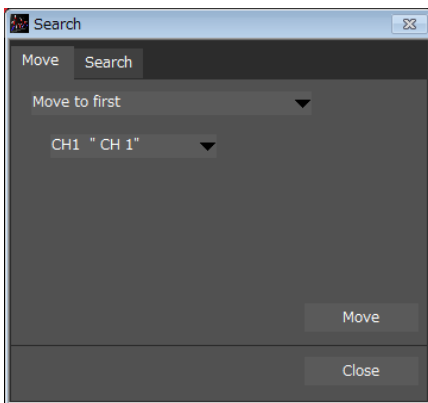 Search
Move Search
Move to first
CH1 " CH 1"
Move
Close